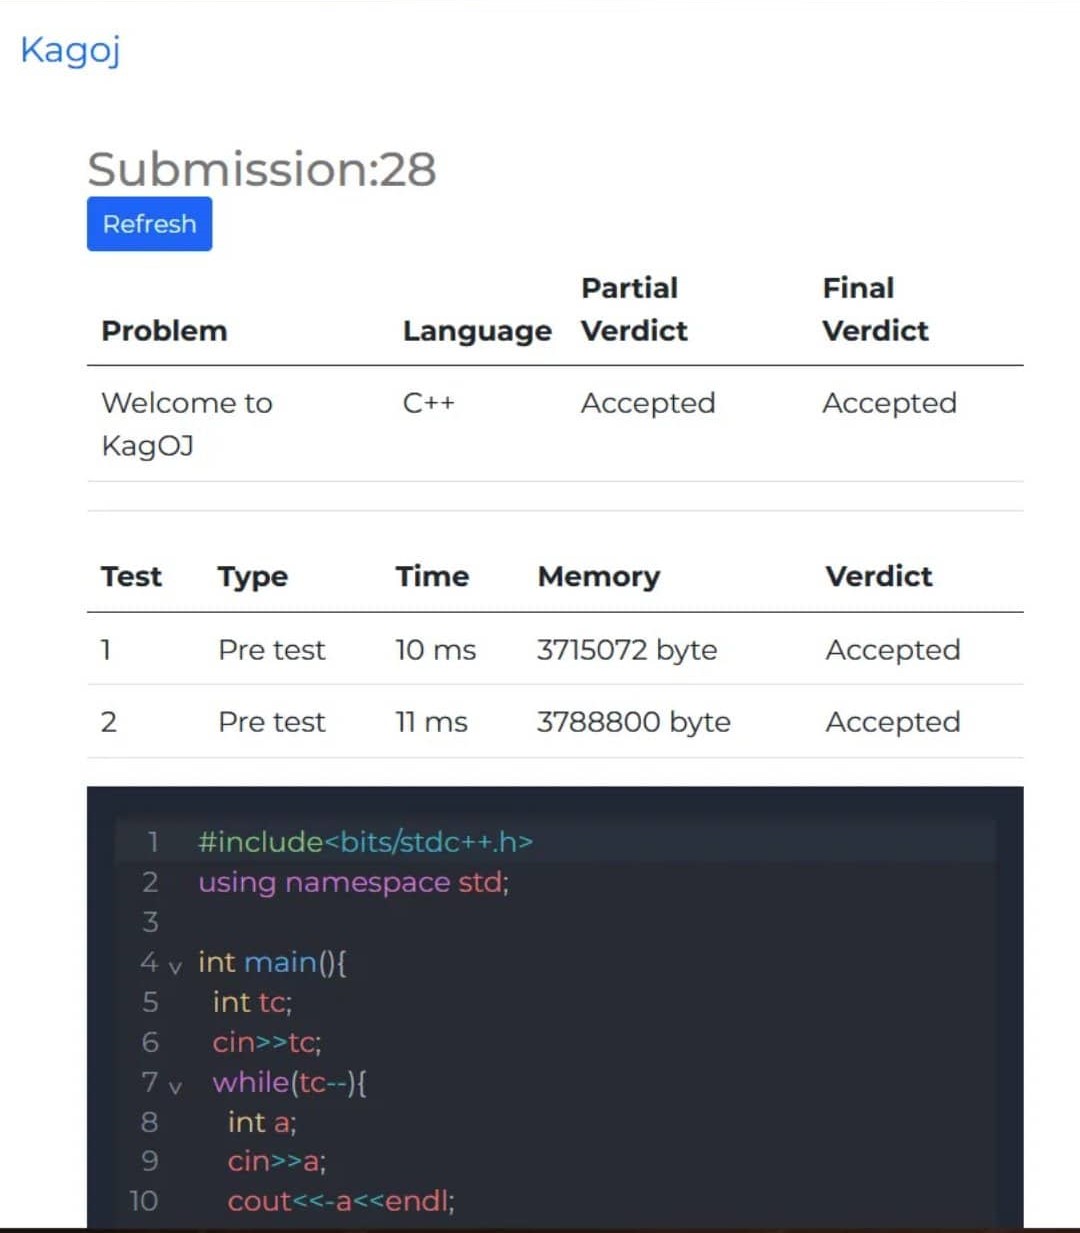 Kagoj
Submission:28
Refresh
Problem Language Partial Verdict Final Verdict
Welcome to KagOJ C++ Accepted Accepted
Test Type Time Memory Verdict
1 Pre test 10 ms 3715072 byte Accepted
2 Pre test 11 ms 3788800 byte Accepted
1 #include<bits/stdc++.h>
2 using namespace std;
3
4 v int main(){
5 int tc;
6 cin>>tc;
7 v while(tc--){
8 int a;
9 cin>>a;
10 cout<<-a<<endl;